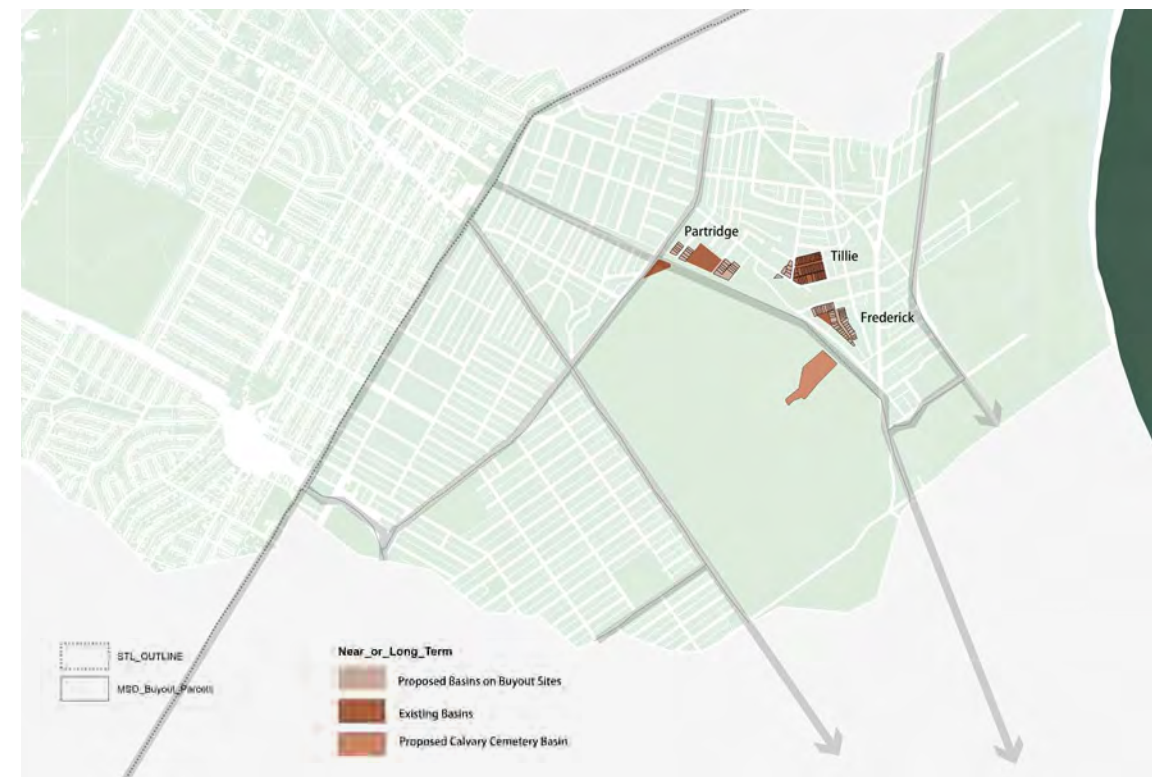 Partridge
Tillie
Frederick
STL_OUTLINE
MSD_Buyout_Parcels
Near_or_Long_Term
Proposed Basins on Buyout Sites
Existing Basins
Proposed Calvary Cemetery Basin